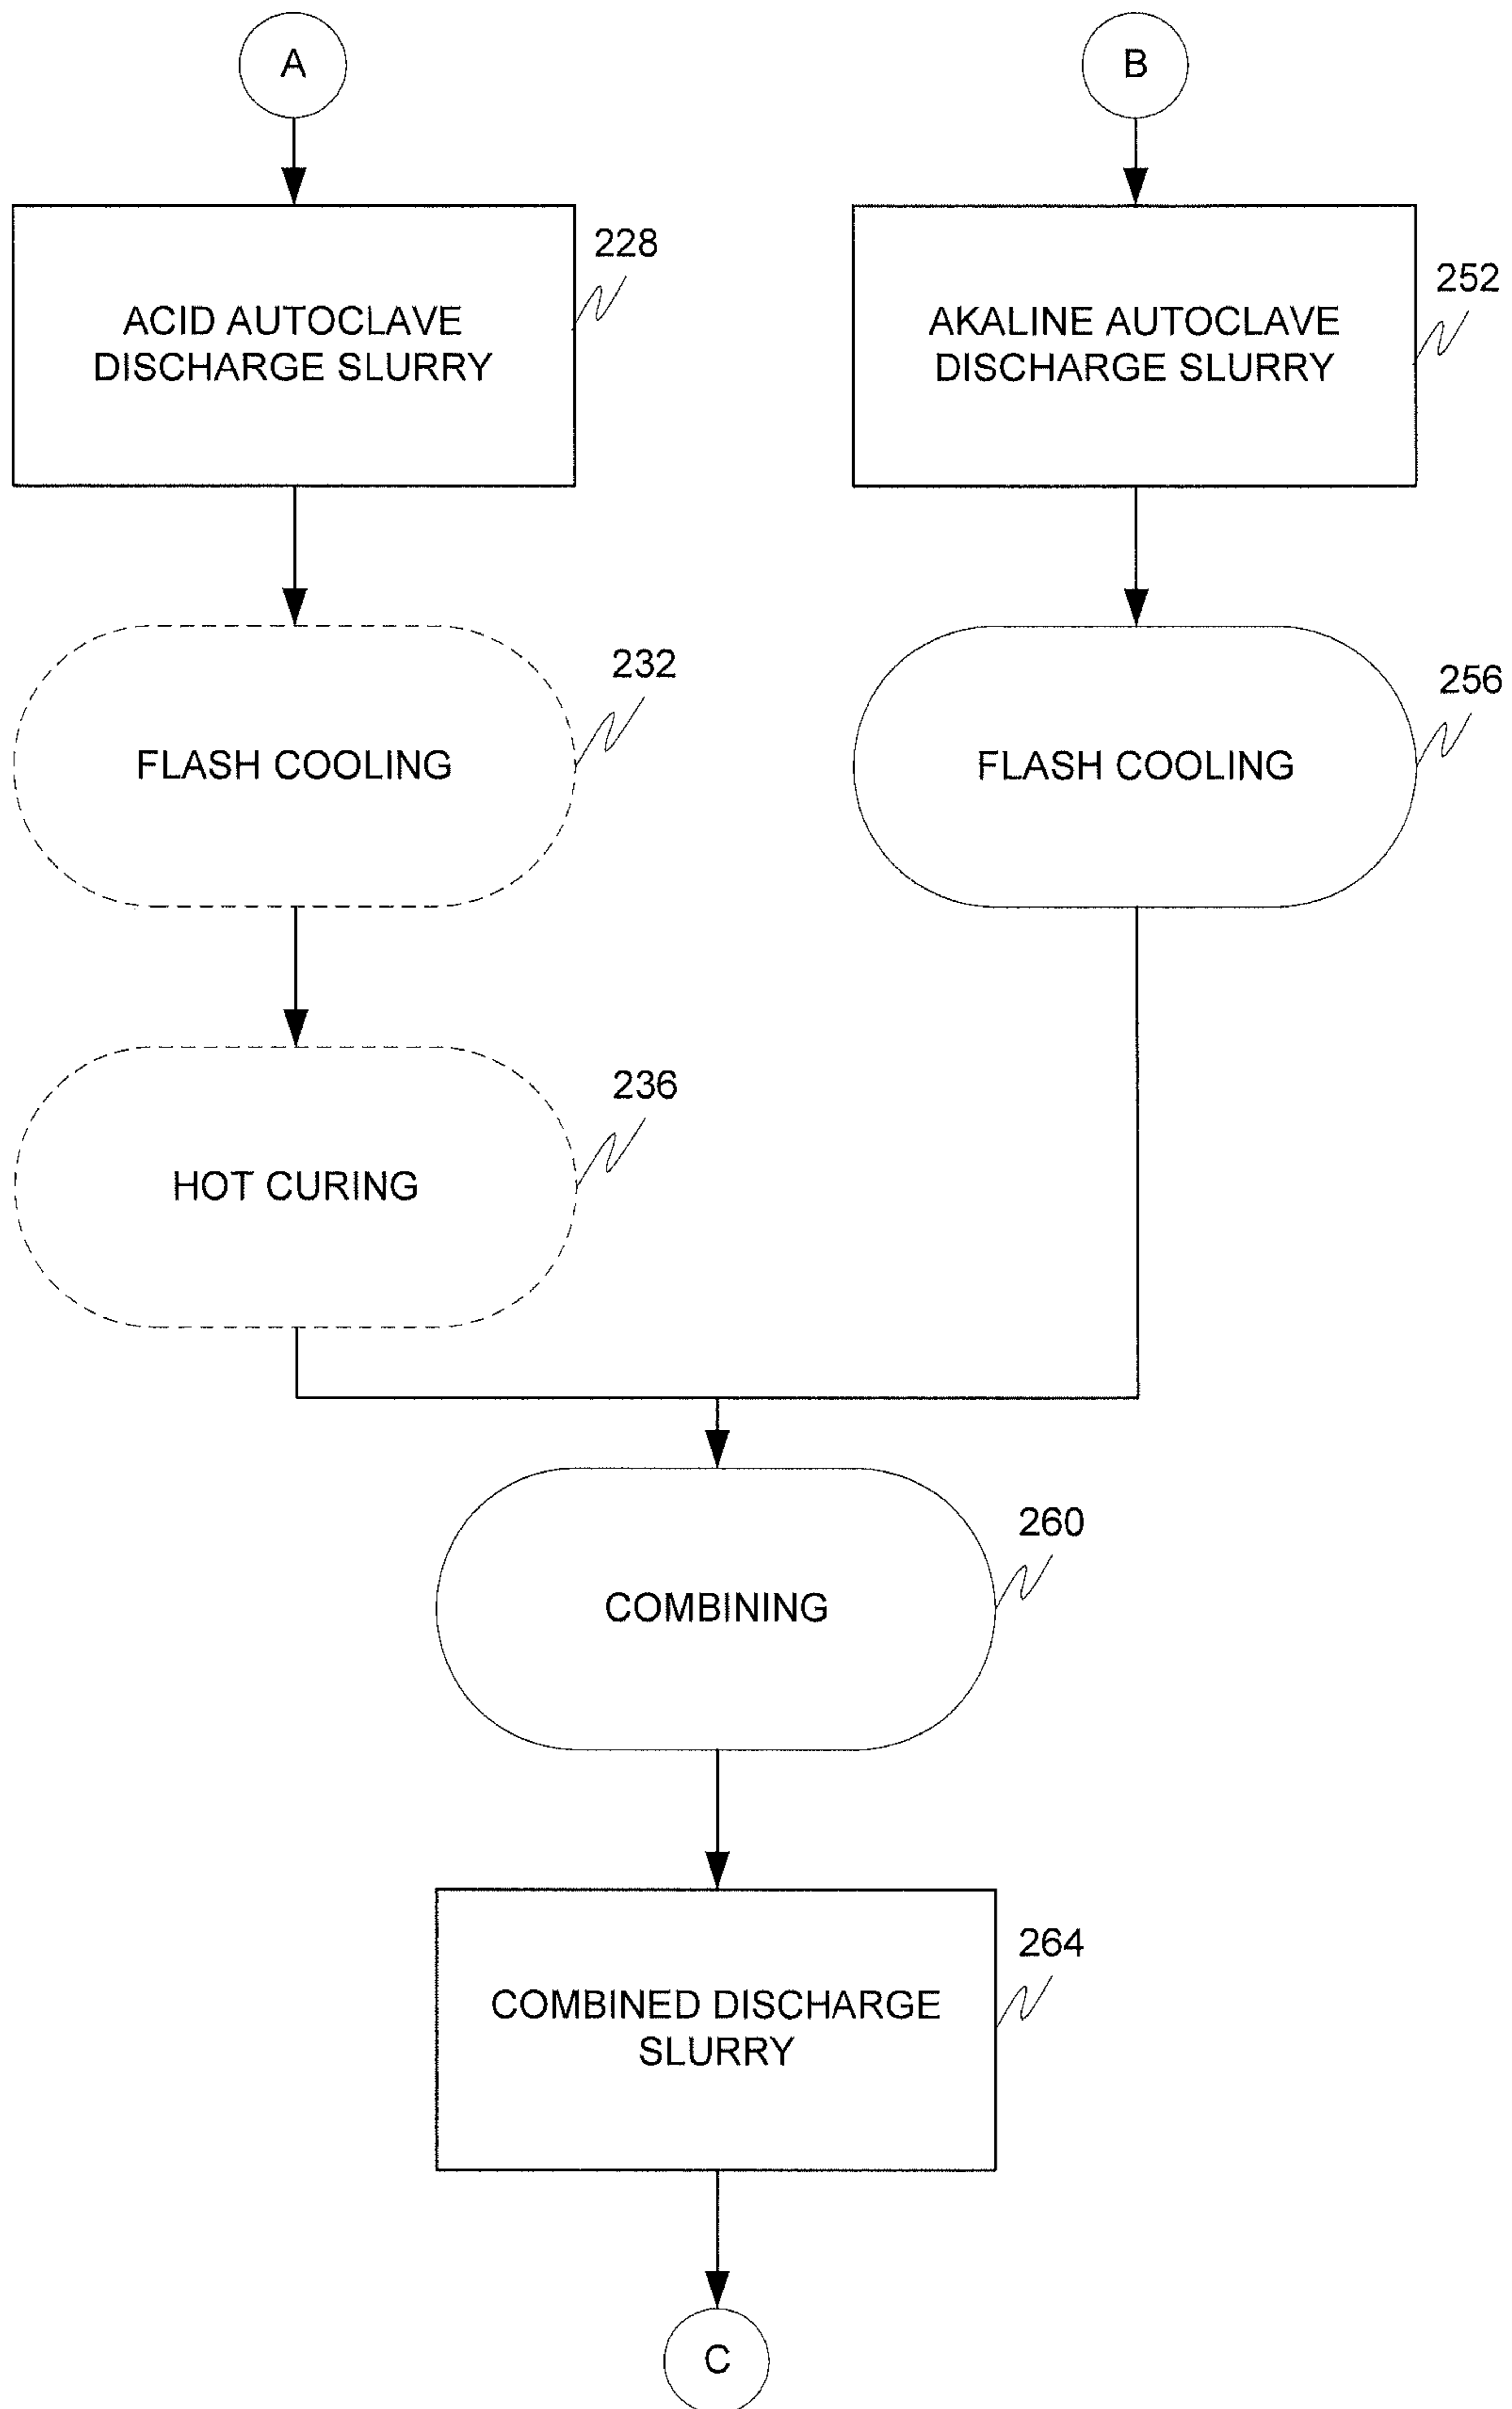 A
B
228
ACID AUTOCLAVE
DISCHARGE SLURRY
252
AKALINE AUTOCLAVE
DISCHARGE SLURRY
232
FLASH COOLING
256
FLASH COOLING
236
HOT CURING
260
COMBINING
264
COMBINED DISCHARGE
SLURRY
C